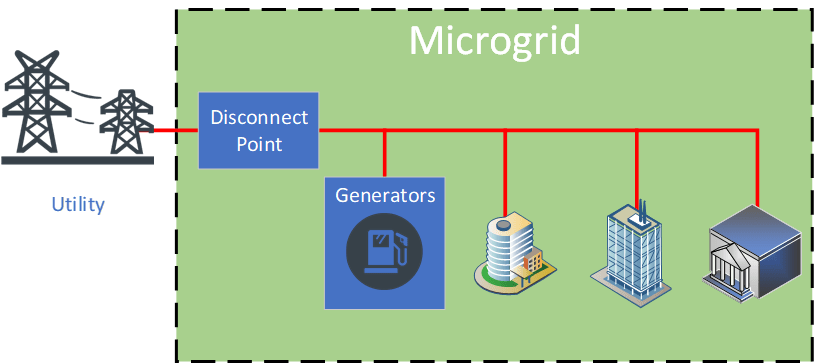 Microgrid
Disconnect
Point
Generators
Utility